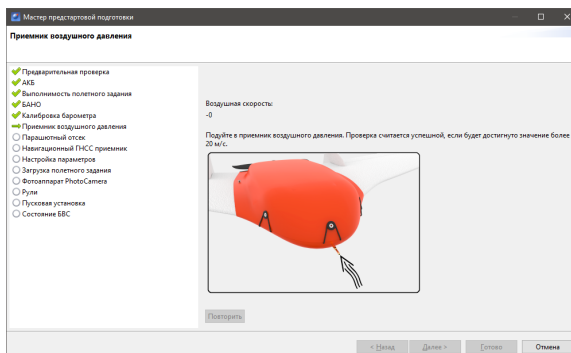 Мастер предстартовой подготовки
Приемник воздушного давления
Предварительная проверка
АКБ
Выполнимость полетного задания
БАНО
Калибровка барометра
Приемник воздушного давления
Парашютный отсек
Навигационный ГНСС приемник
Настройка параметров
Загрузка полетного задания
Фотоаппарат PhotoCamera
Рули
Пусковая установка
Состояние БВС
Воздушная скорость:
-0
Подуйте в приемник воздушного давления. Проверка считается успешной, если будет достигнуто значение более
20 м/с.
Повторить
< Назад Далее > Готово Отмена